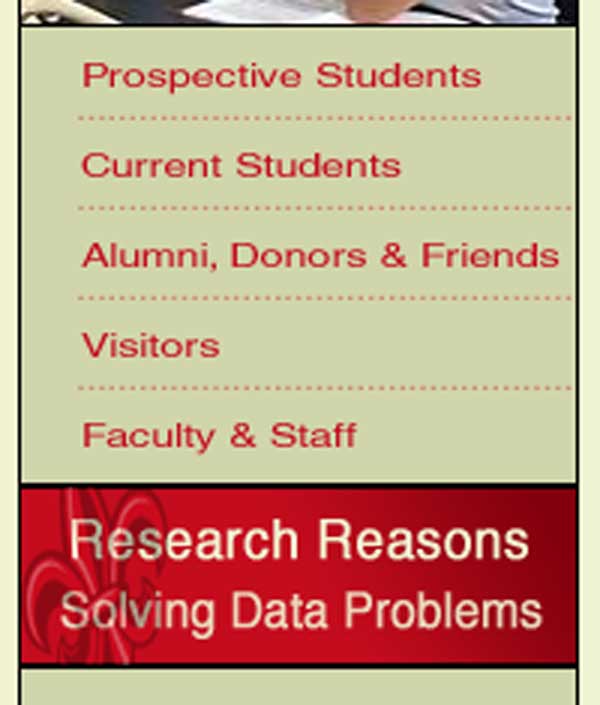 Prospective Students
Current Students
Alumni, Donors & Friends
Visitors
Faculty & Staff
Research Reasons
Solving Data Problems